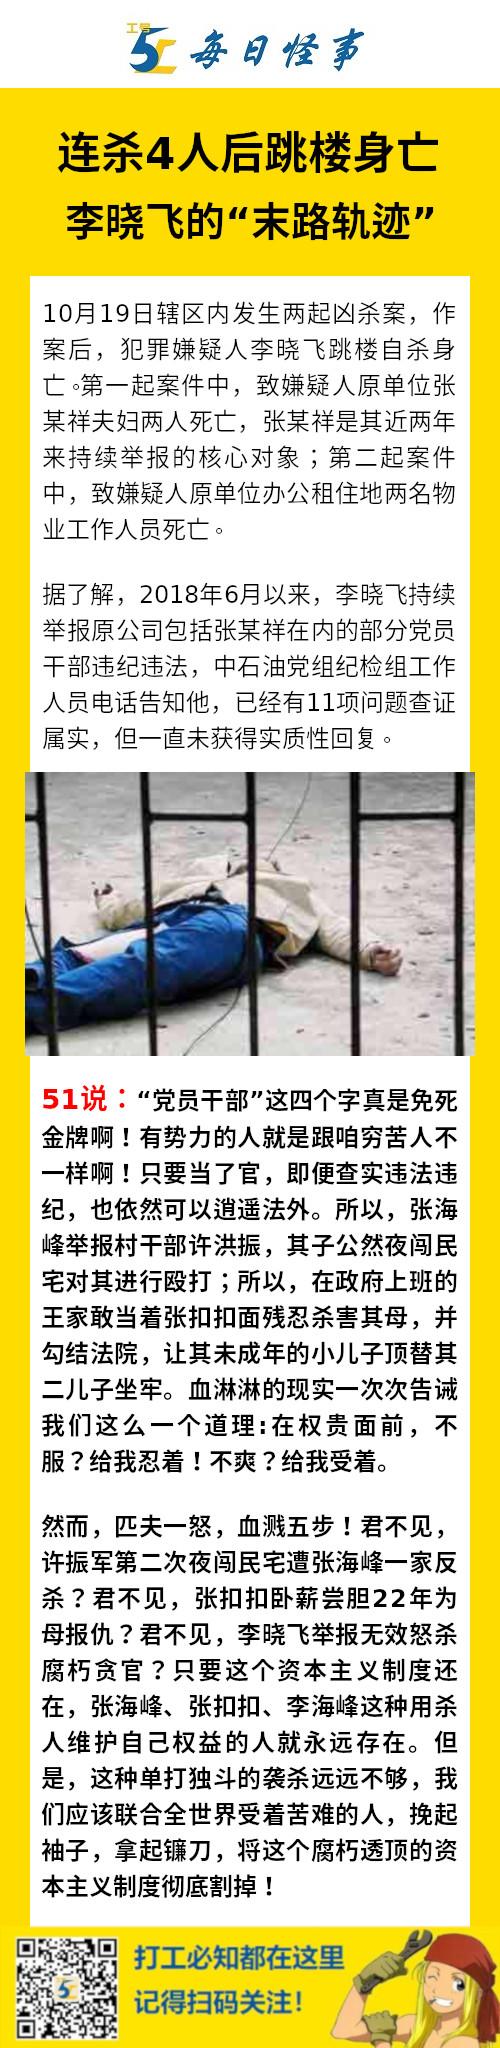 工号
51
每日怪事
连杀4人后跳楼身亡
李晓飞的“末路轨迹”
10月19日辖区内发生两起凶杀案，作
案后，犯罪嫌疑人李晓飞跳楼自杀身
亡。第一起案件中，致嫌疑人原单位张
某祥夫妇两人死亡，张某祥是其近两年
来持续举报的核心对象；第二起案件
中，致嫌疑人原单位办公租住地两名物
业工作人员死亡。
据了解，2018年6月以来，李晓飞持续
举报原公司包括张某祥在内的部分党员
干部违纪违法，中石油党组纪检组工作
人员电话告知他，已经有11项问题查证
属实，但一直未获得实质性回复。
51说：“党员干部”这四个字真是免死
金牌啊！有势力的人就是跟咱穷苦人不
一样啊！只要当了官，即便查实违法违
纪，也依然可以逍遥法外。所以，张海
峰举报村干部许洪振，其子公然夜闯民
宅对其进行殴打；所以，在政府上班的
王家敢当着张扣扣面残忍杀害其母，并
勾结法院，让其未成年的小儿子顶替其
二儿子坐牢。血淋淋的现实一次次告诫
我们这么一个道理:在权贵面前，不
服？给我忍着！不爽？给我受着。
然而，匹夫一怒，血溅五步！君不见，
许振军第二次夜闯民宅遭张海峰一家反
杀？君不见，张扣扣卧薪尝胆22年为
母报仇？君不见，李晓飞举报无效怒杀
腐朽贪官？只要这个资本主义制度还
在，张海峰、张扣扣、李海峰这种用杀
人维护自己权益的人就永远存在。但
是，这种单打独斗的袭杀远远不够，我
们应该联合全世界受着苦难的人，挽起
袖子，拿起镰刀，将这个腐朽透顶的资
本主义制度彻底割掉！
打工必知都在这里
记得扫码关注！